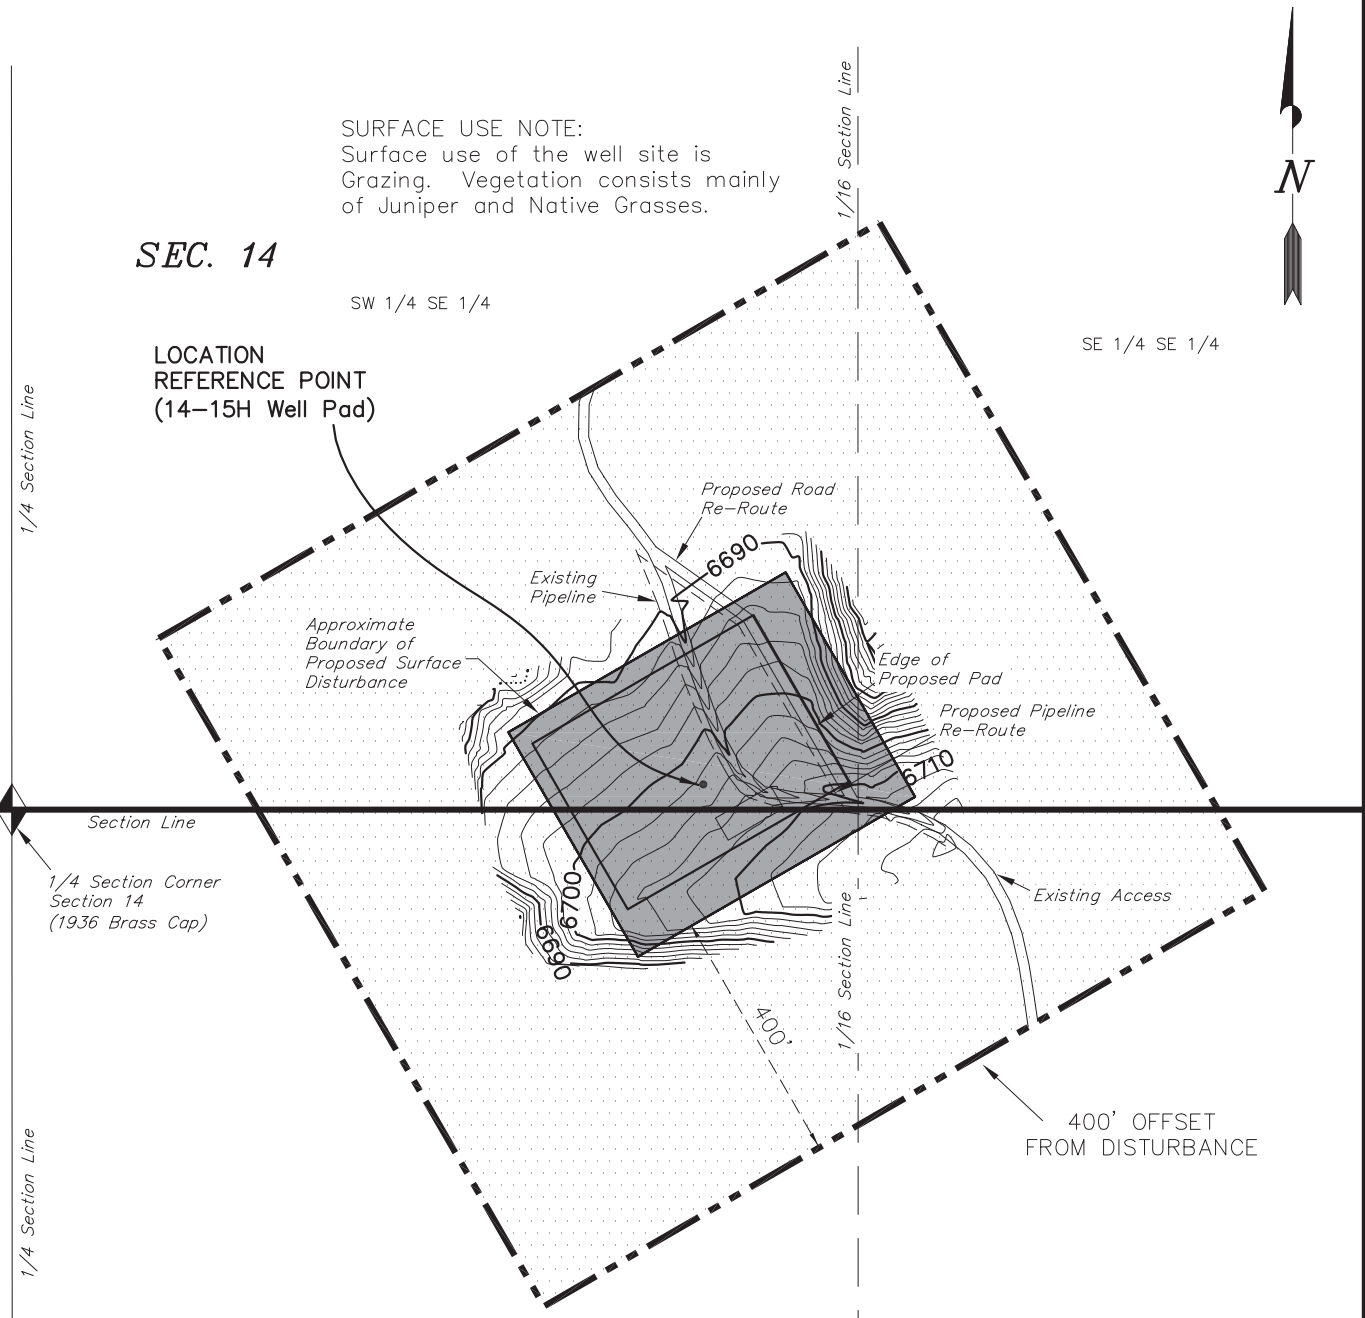 1/16 Section Line
N
SURFACE USE NOTE:
Surface use of the well site is
Grazing. Vegetation consists mainly
of Juniper and Native Grasses.
SEC. 14
SW 1/4 SE 1/4
SE 1/4 SE 1/4
LOCATION
REFERENCE POINT
(14-15H Well Pad)
1/4 Section Line
Proposed Road
Re-Route
6690
Existing
Pipeline
Approximate
Boundary of
Proposed Surface
Disturbance
Edge of
Proposed Pad
Proposed Pipeline
Re-Route
6710
Section Line
1/4 Section Corner
Section 14
(1936 Brass Cap)
6700
6690
Existing Access
1/16 Section Line
400'
400' OFFSET
FROM DISTURBANCE
1/4 Section Line